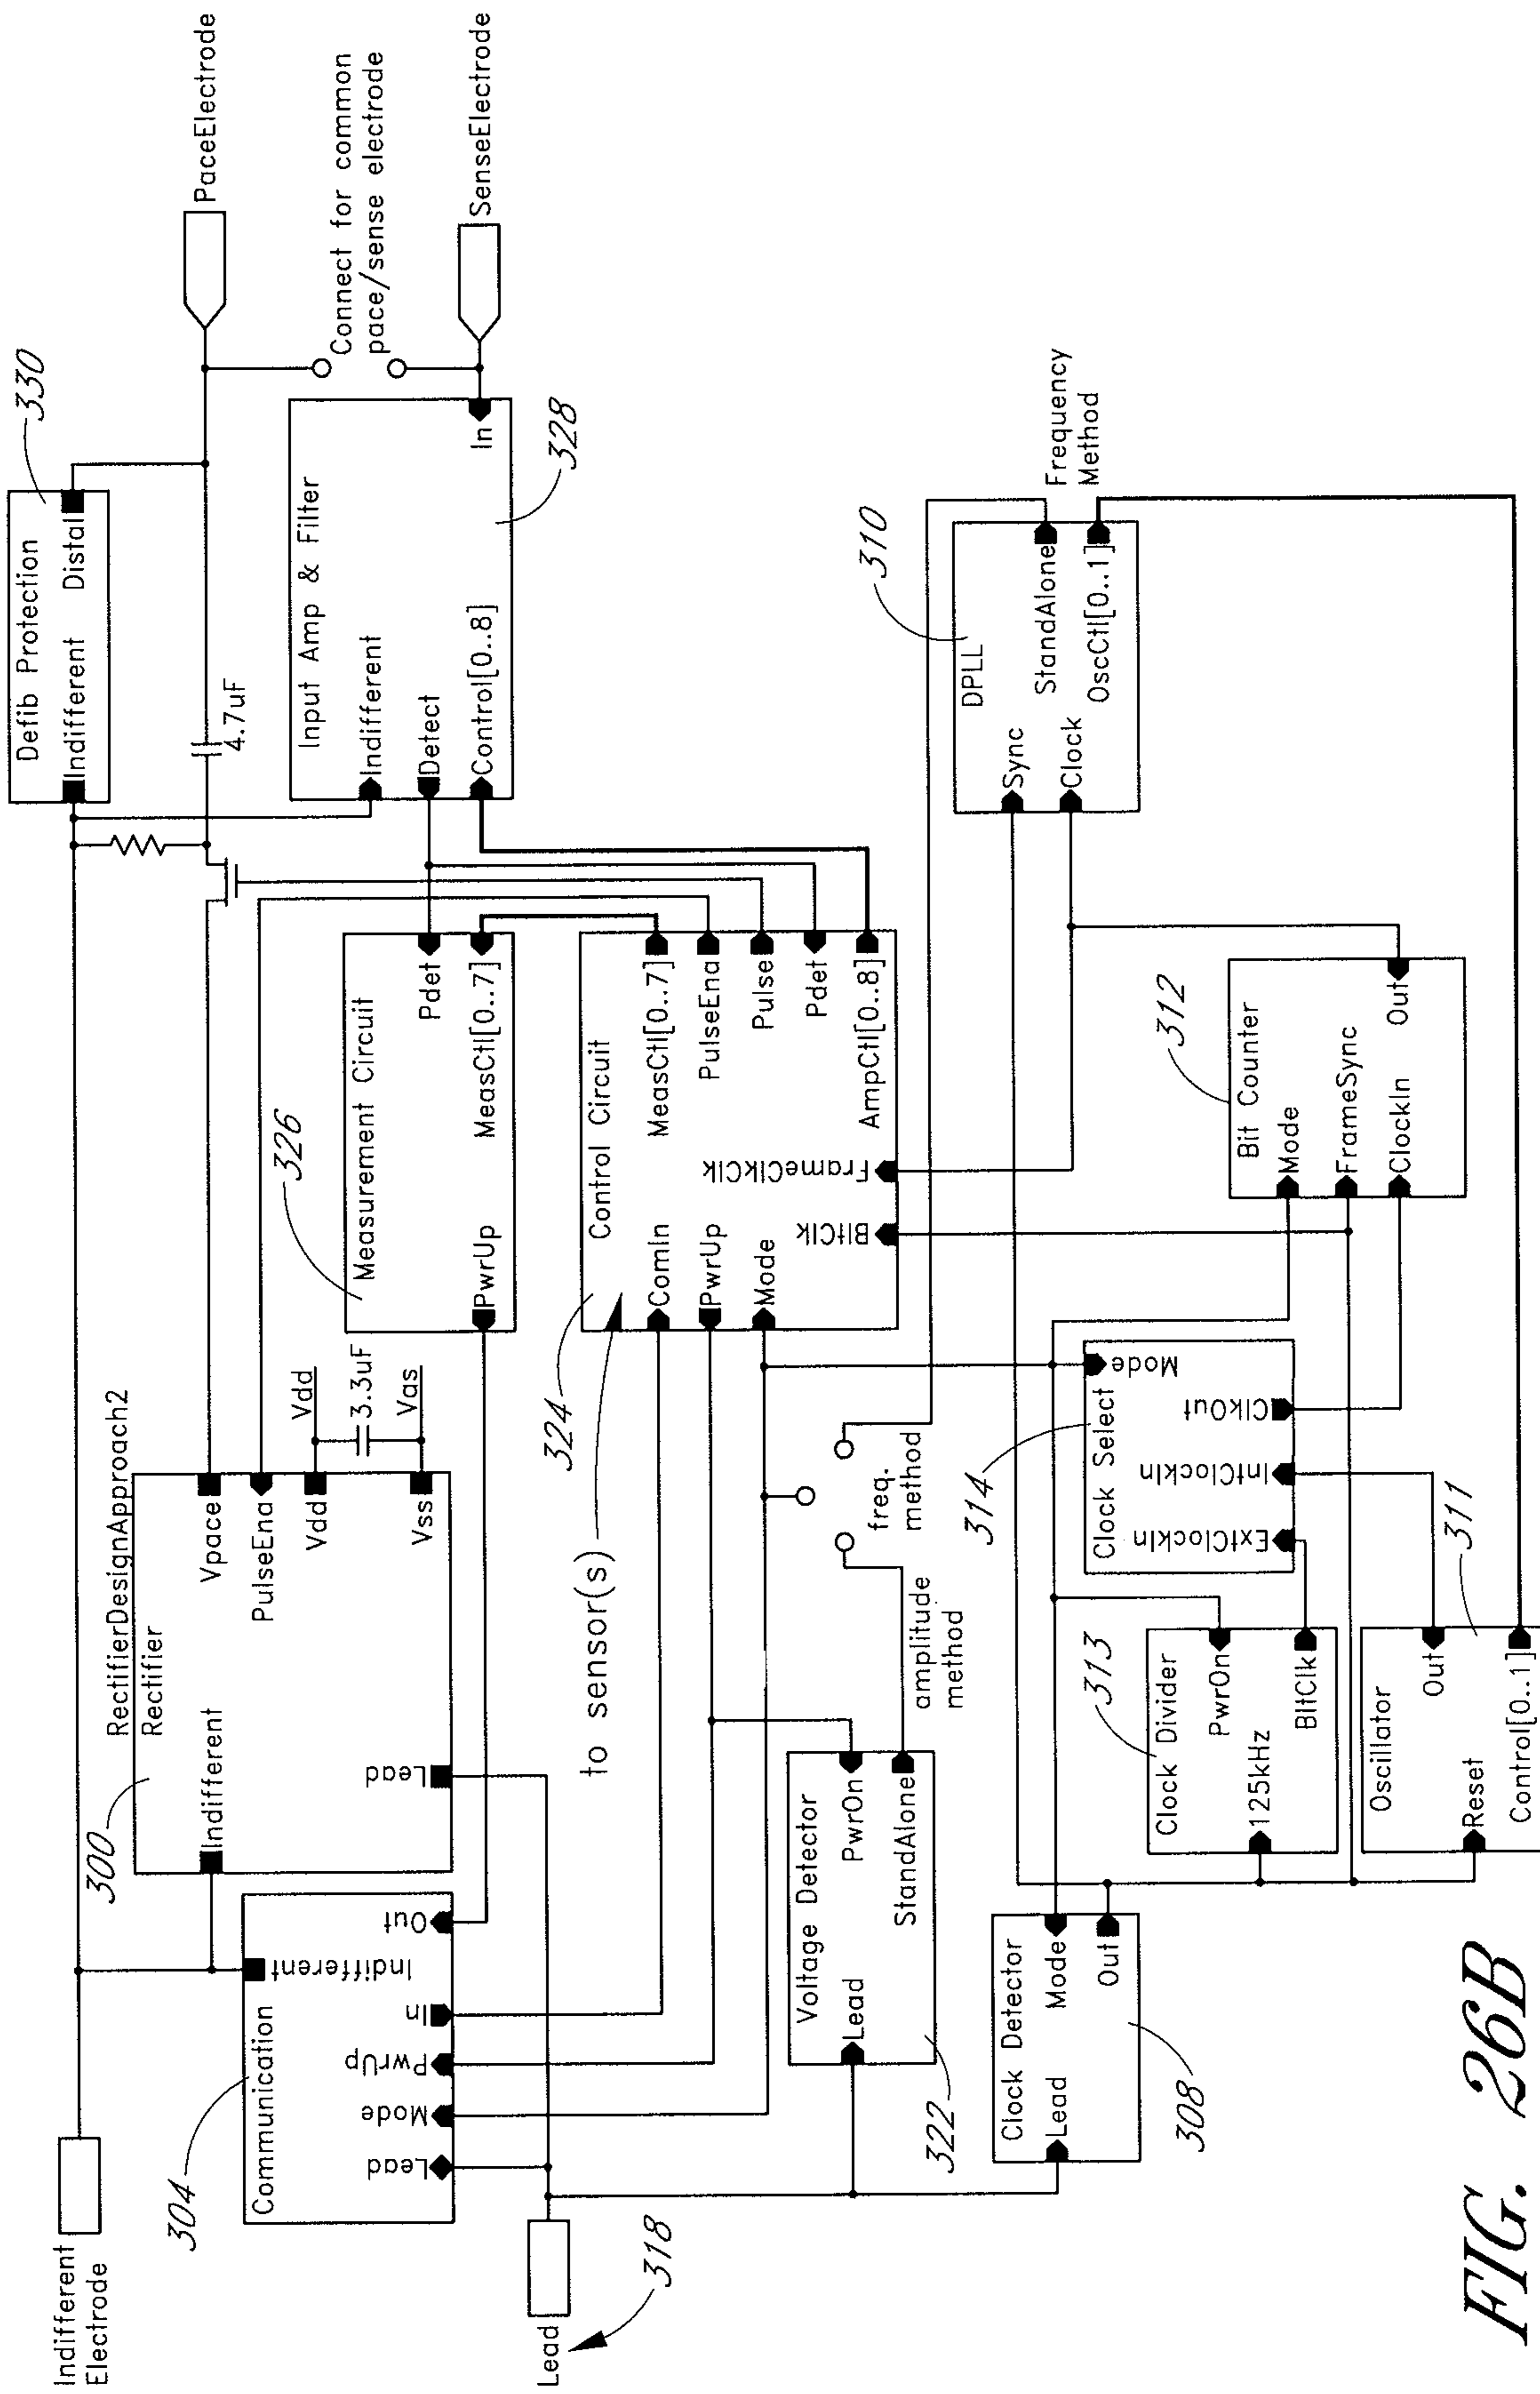 Indifferent
Electrode
304
Communication
Lead
Mode
PwrUp
In
Indifferent
Out
Lead
318
300
RectifierDesignApproach2
Rectifier
Indifferent
Lead
Vpace
PulseEna
Vdd
Vss
Vdd
3.3uF
Vas
Defib Protection
Indifferent
Distal
330
4.7uF
PaceElectrode
Connect for common
pace/sense electrode
SenseElectrode
Input Amp & Filter
Indifferent
Detect
Control[0..8]
In
328
326
Measurement Circuit
PwrUp
Pdet
MeasCtl[0..7]
to sensor(s)
324
Control Circuit
ComIn
PwrUp
Mode
BitClk
FrameClkClk
MeasCtl[0..7]
PulseEna
Pulse
Pdet
AmpCtl[0..8]
Voltage Detector
Lead
PwrOn
StandAlone
322
amplitude
method
freq.
method
Clock Detector
Lead
Mode
Out
308
313
Clock Divider
125kHz
PwrOn
BitClk
314
Clock Select
ExtClockIn
IntClockIn
ClkOut
Mode
311
Oscillator
Reset
Out
Control[0..1]
312
Bit Counter
Mode
FrameSync
ClockIn
Out
310
DPLL
Sync
Clock
StandAlone
OscCtl[0..1]
Frequency
Method
FIG. 26B